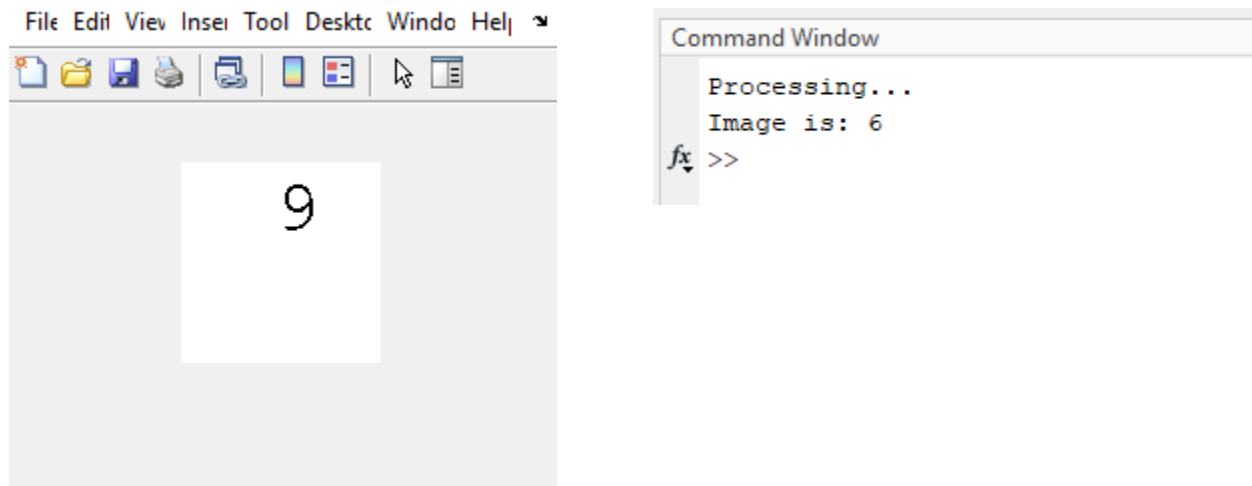 File Edit View Inser Tool Desktc Windo Help
9
Command Window
Processing...
Image is: 6
fx >>